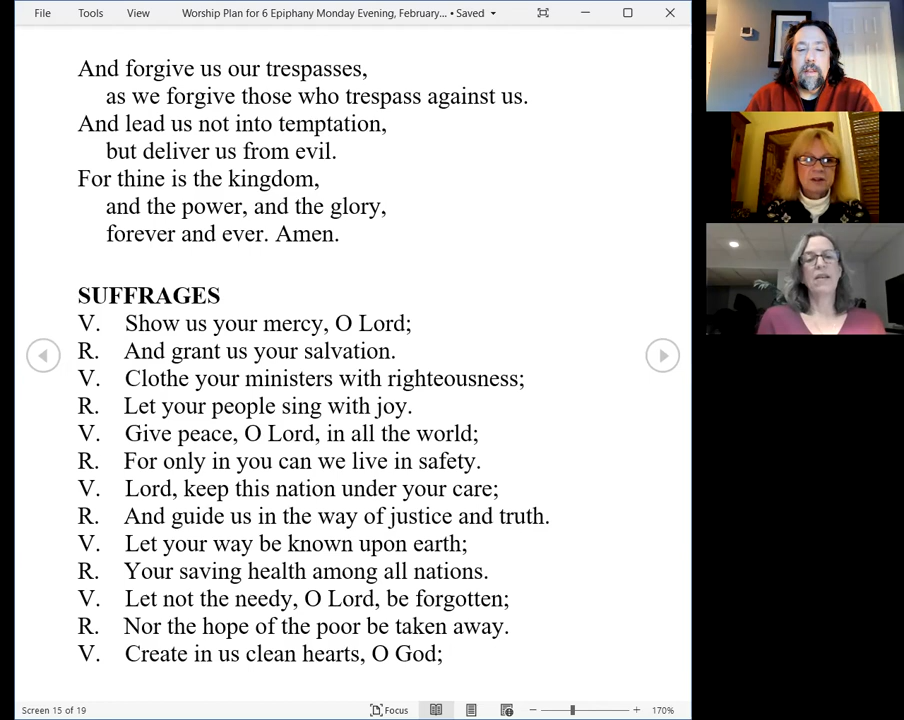 File Tools View Worship Plan for 6 Epiphany Monday Evening, February... • Saved
And forgive us our trespasses,
as we forgive those who trespass against us.
And lead us not into temptation,
but deliver us from evil.
For thine is the kingdom,
and the power, and the glory,
forever and ever. Amen.
SUFFRAGES
V. Show us your mercy, O Lord;
R. And grant us your salvation.
V. Clothe your ministers with righteousness;
R. Let your people sing with joy.
V. Give peace, O Lord, in all the world;
R. For only in you can we live in safety.
V. Lord, keep this nation under your care;
R. And guide us in the way of justice and truth.
V. Let your way be known upon earth;
R. Your saving health among all nations.
V. Let not the needy, O Lord, be forgotten;
R. Nor the hope of the poor be taken away.
V. Create in us clean hearts, O God;
Screen 15 of 19 Focus 170%